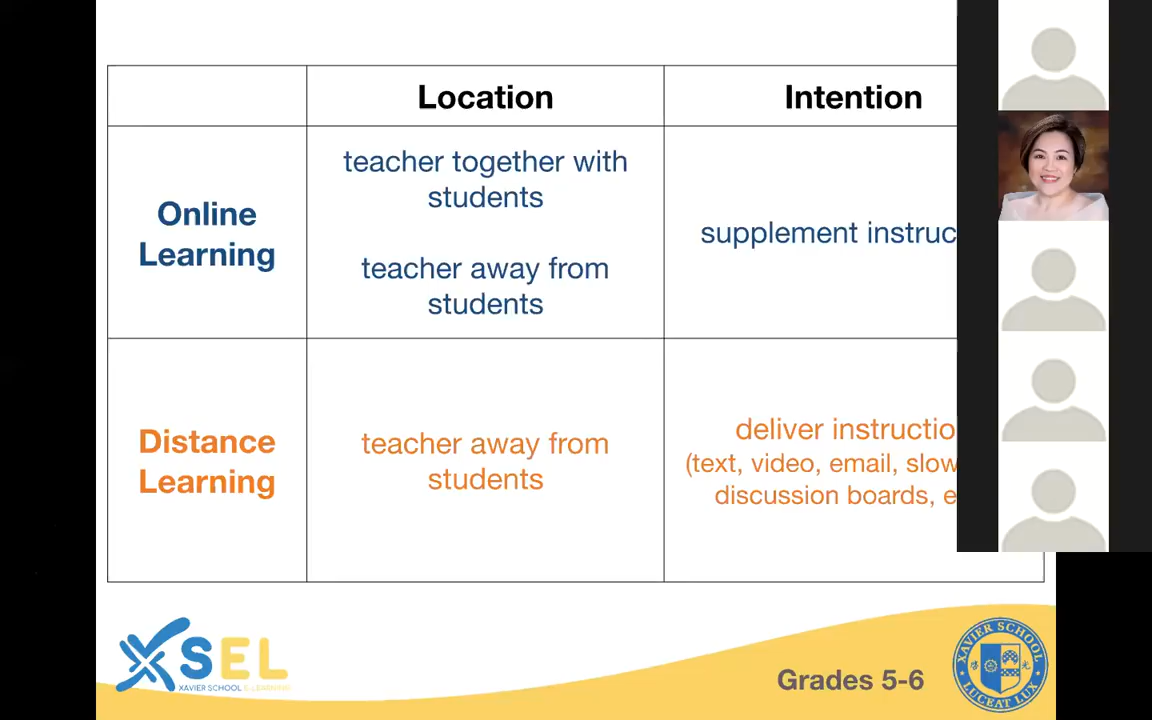 Location
Intention
Online
Learning
teacher together with
students
teacher away from
students
supplement instruc
Distance
Learning
teacher away from
students
deliver instructio
(text, video, email, slow
discussion boards, e
XSEL
XAVIER SCHOOL E-LEARNING
Grades 5-6
XAVIER SCHOOL
LUCEAT LUX